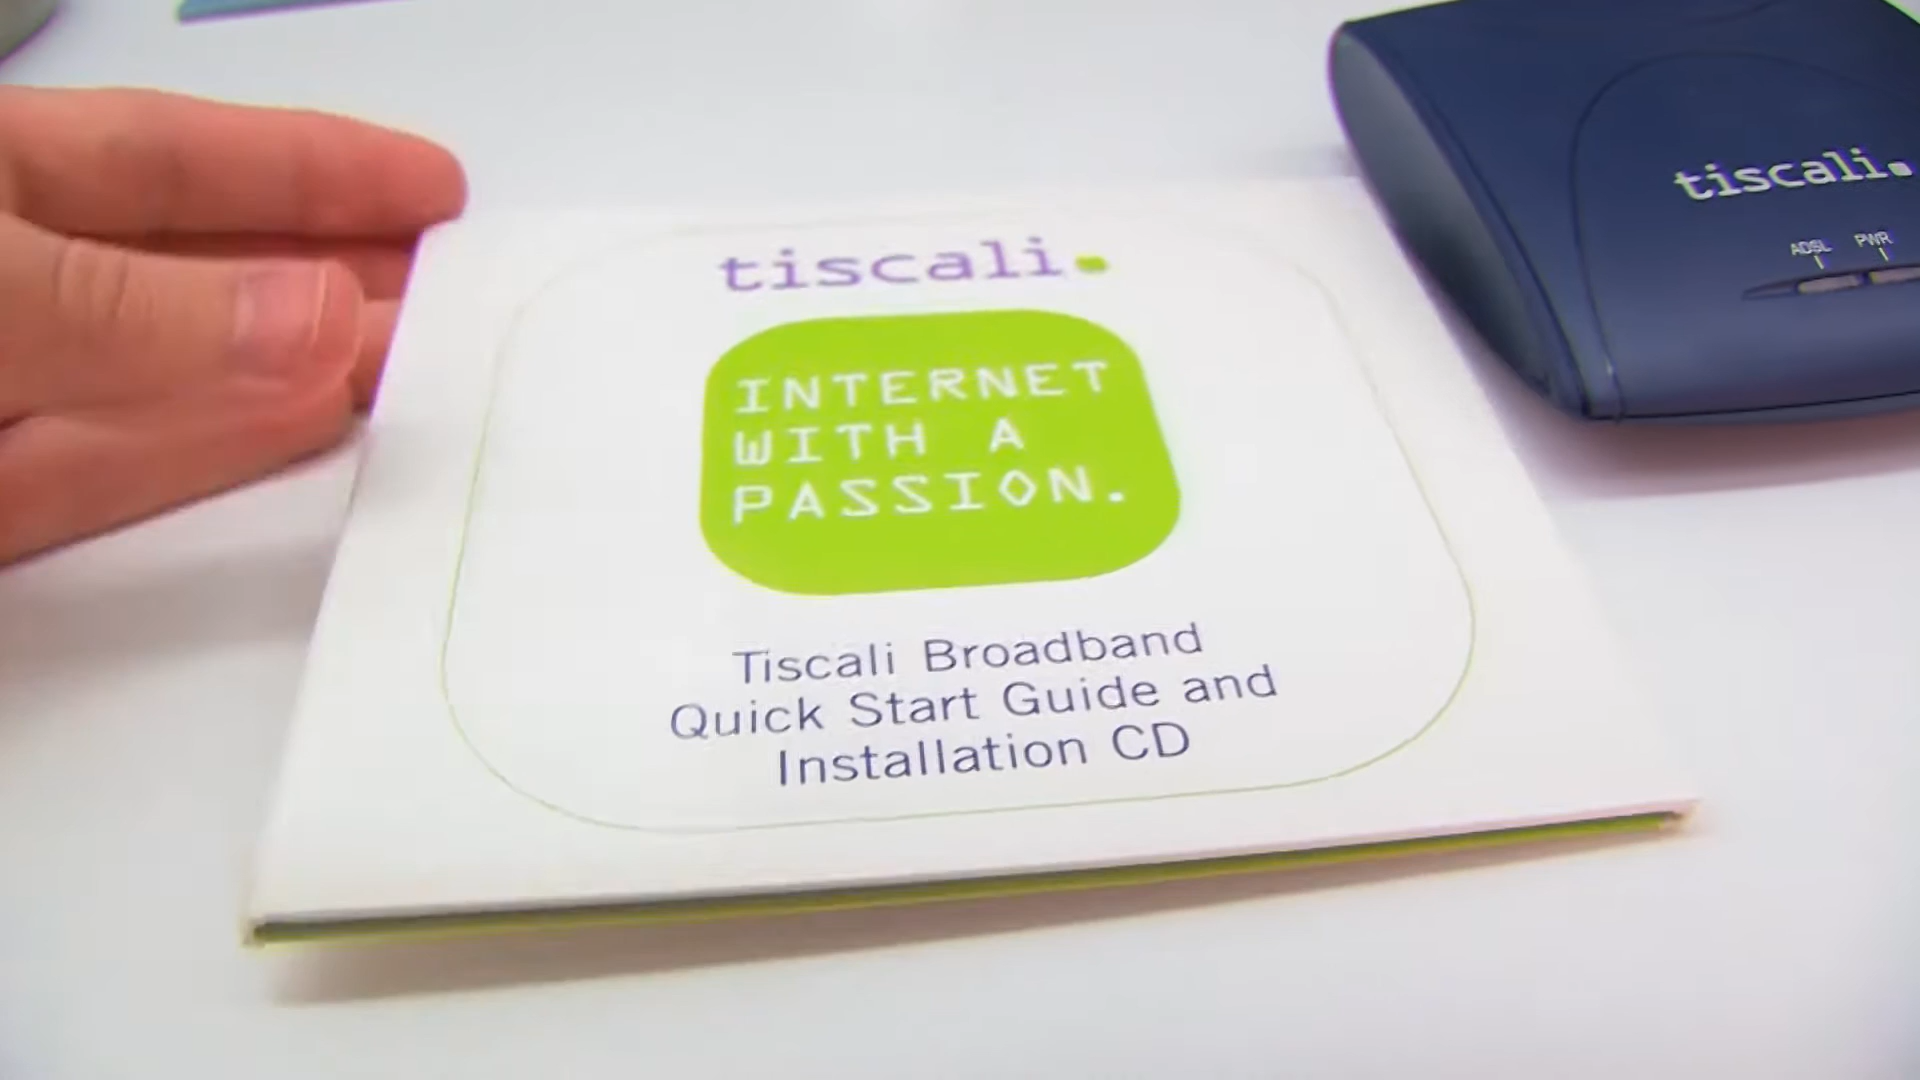 tiscali.
INTERNET
WITH A
PASSION.
Tiscali Broadband
Quick Start Guide and
Installation CD
tiscali.
ADSL PWR